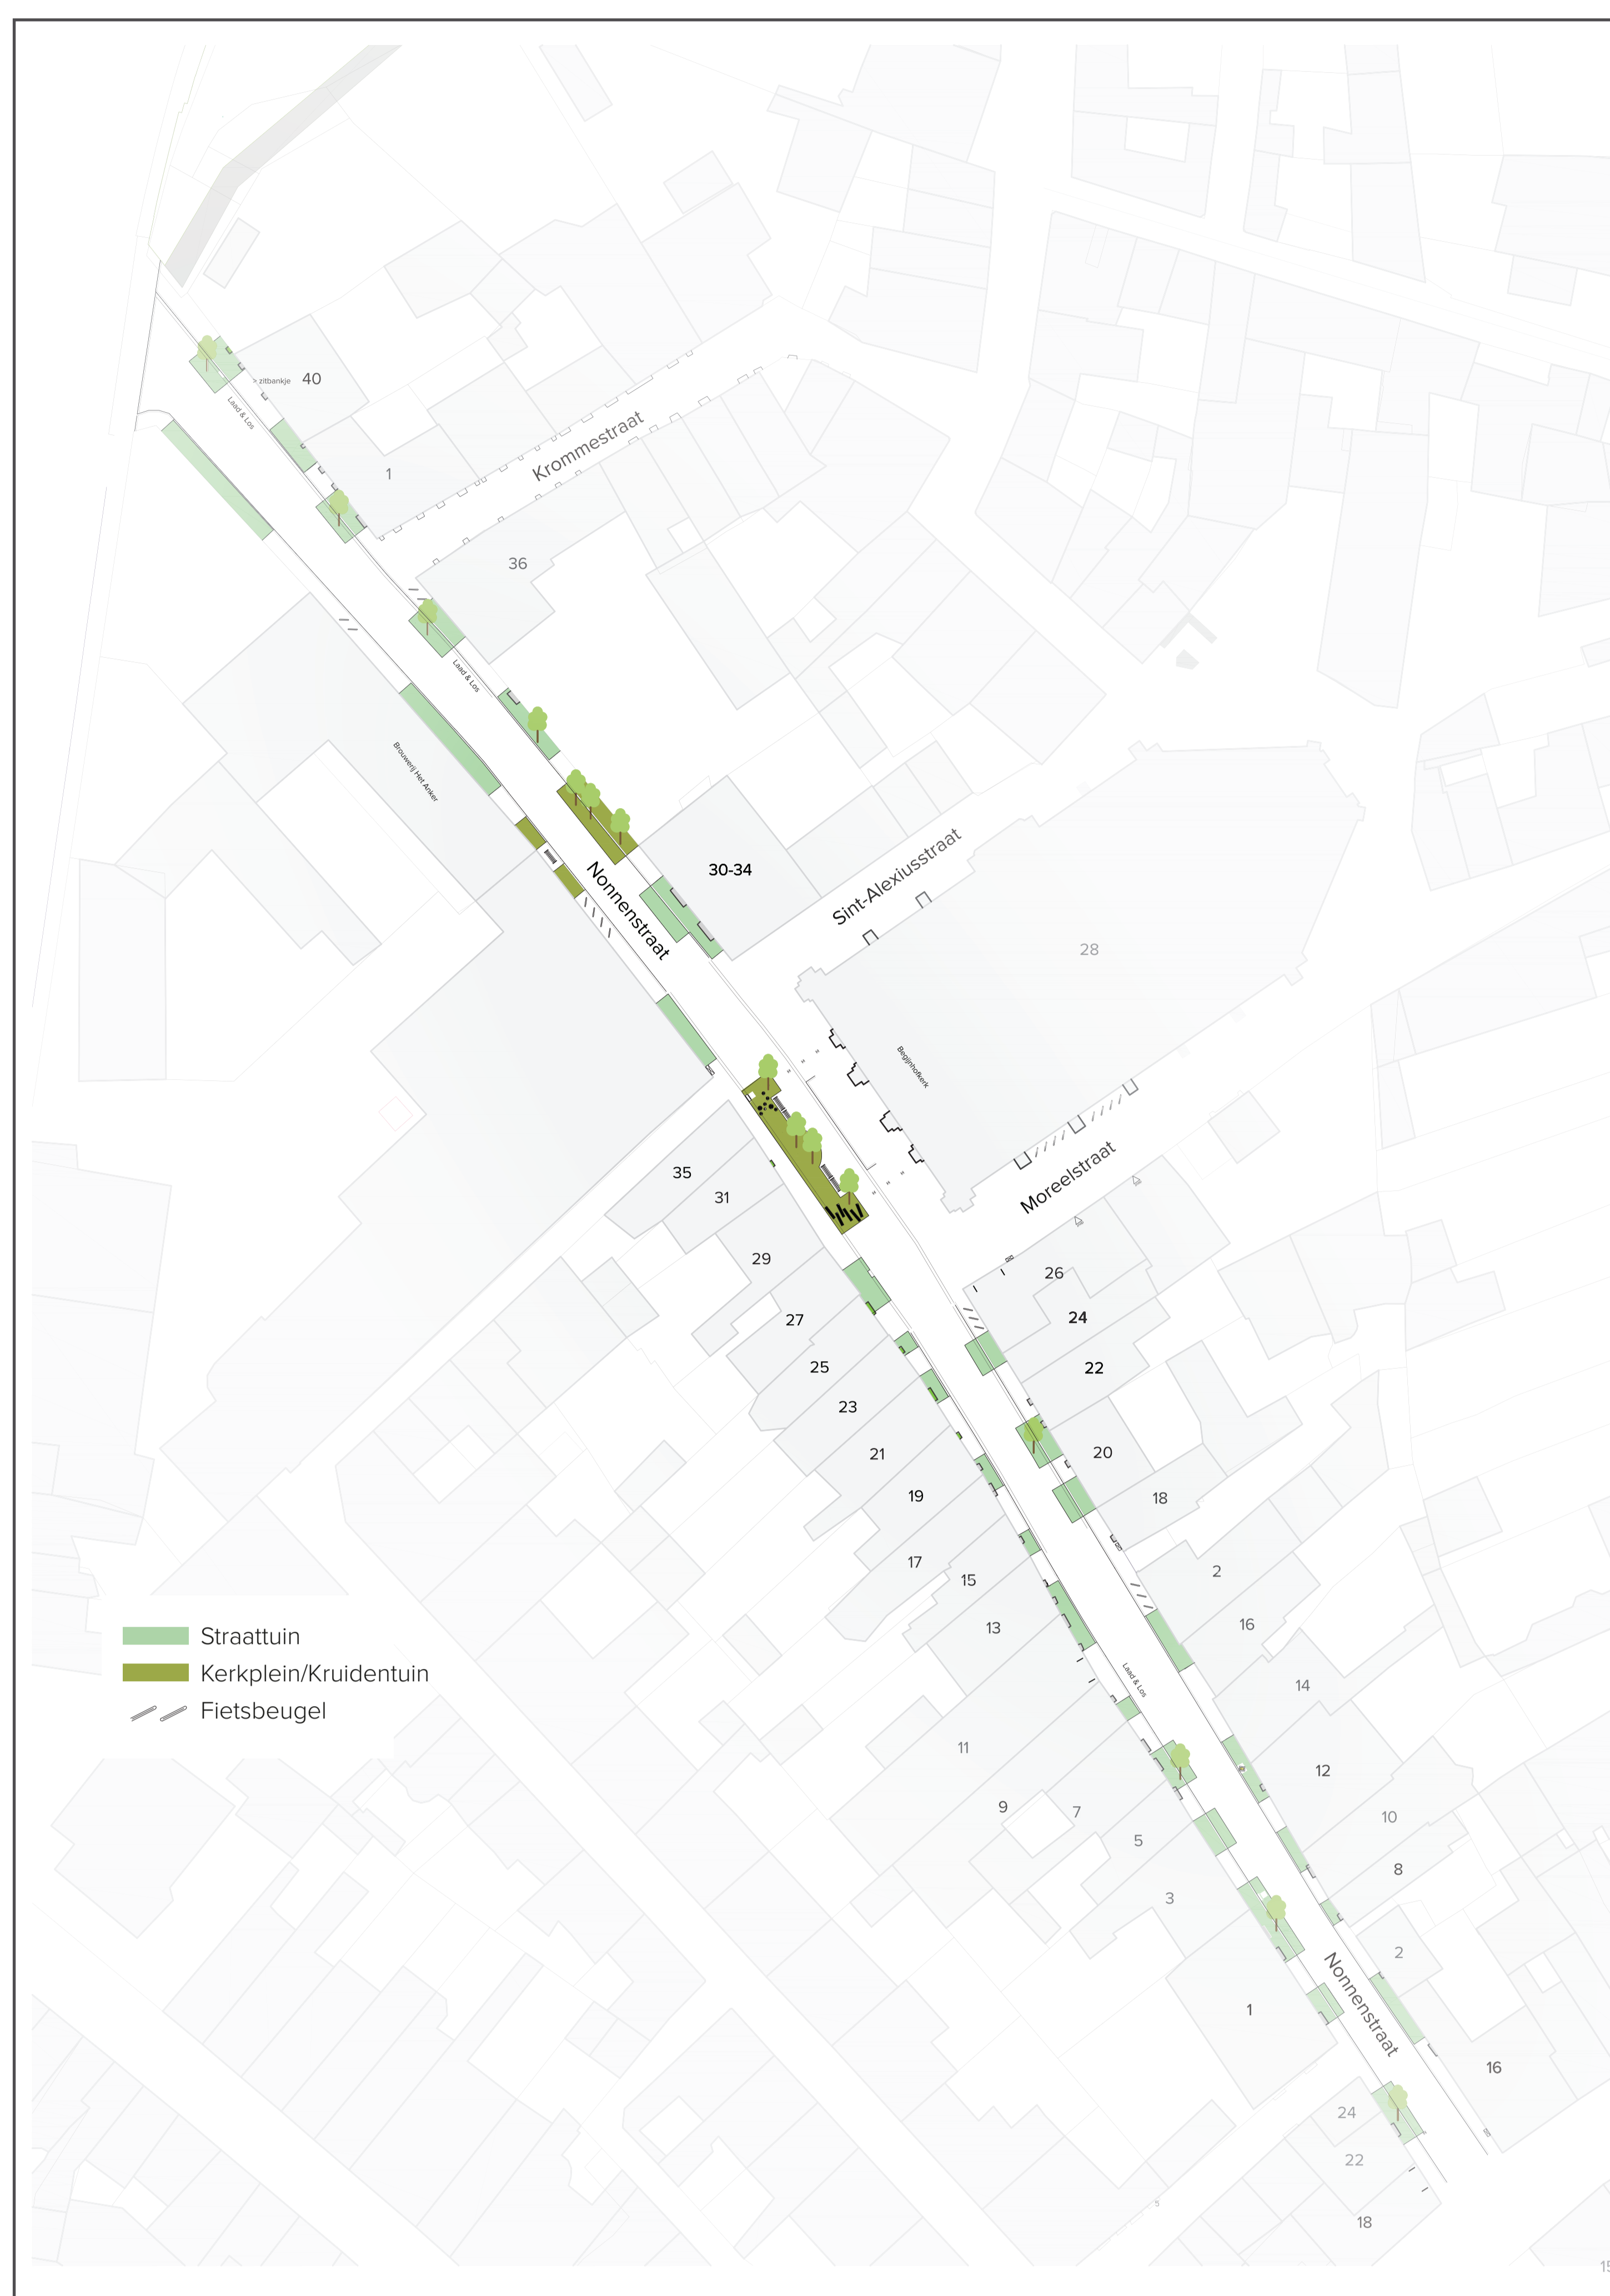 40
> zitbankje
Laad & Los
1
Krommestraat
36
Laad & Los
Brouwerij Het Anker
30-34
Nonnenstraat
Sint-Alexiusstraat
28
Begijnhofkerk
Moreelstraat
35
31
29
26
27
24
25
22
23
21
20
19
18
17
2
15
16
13
Straattuin
Kerkplein/Kruidentuin
Laad & Los
14
Fietsbeugel
11
12
9
7
10
5
8
3
2
Nonnenstraat
1
16
24
22
5
18
15